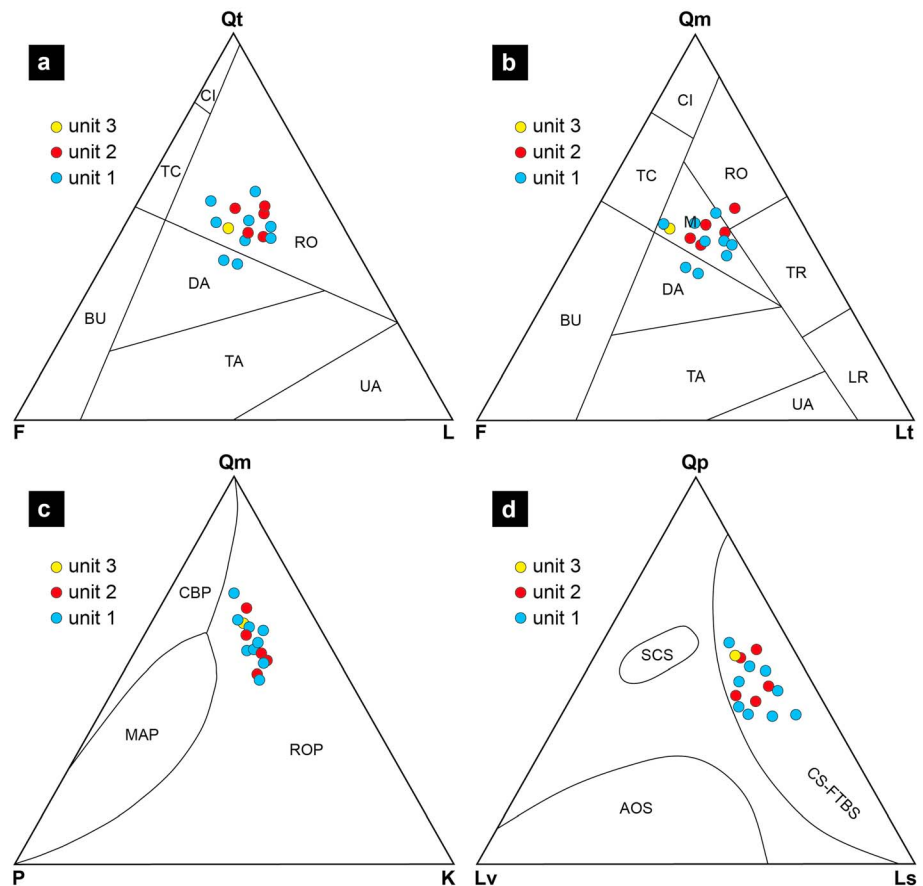 Qt
a
unit 3
unit 2
unit 1
CI
TC
RO
DA
BU
TA
UA
F
L
Qm
b
unit 3
unit 2
unit 1
CI
TC
RO
M
TR
DA
BU
TA
LR
UA
F
Lt
Qm
c
unit 3
unit 2
unit 1
CBP
MAP
ROP
P
K
Qp
d
unit 3
unit 2
unit 1
SCS
CS-FTBS
AOS
Lv
Ls